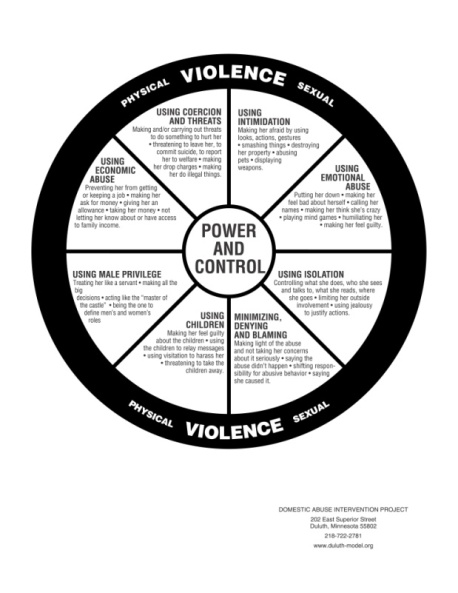 PHYSICAL VIOLENCE SEXUAL
USING COERCION
AND THREATS
Making and/or carrying out threats
to do something to hurt her
• threatening to leave her, to
commit suicide, to report
her to welfare • making
her drop charges • making
her do illegal things.
USING
INTIMIDATION
Making her afraid by using
looks, actions, gestures
• smashing things • destroying
her property • abusing
pets • displaying
weapons.
USING
ECONOMIC
ABUSE
Preventing her from getting
or keeping a job • making her
ask for money • giving her an
allowance • taking her money • not
letting her know about or have access
to family income.
USING
EMOTIONAL
ABUSE
Putting her down • making her
feel bad about herself • calling her
names • making her think she's crazy
• playing mind games • humiliating her
• making her feel guilty.
POWER
AND
CONTROL
USING MALE PRIVILEGE
Treating her like a servant • making all the
big
decisions • acting like the "master of
the castle" • being the one to
define men's and women's
roles
USING ISOLATION
Controlling what she does, who she sees
and talks to, what she reads, where
she goes • limiting her outside
involvement • using jealousy
to justify actions.
USING
CHILDREN
Making her feel guilty
about the children • using
the children to relay messages
• using visitation to harass her
• threatening to take the
children away.
MINIMIZING,
DENYING
AND BLAMING
Making light of the abuse
and not taking her concerns
about it seriously • saying the
abuse didn't happen • shifting respon-
sibility for abusive behavior • saying
she caused it.
PHYSICAL VIOLENCE SEXUAL
DOMESTIC ABUSE INTERVENTION PROJECT
202 East Superior Street
Duluth, Minnesota 55802
218-722-2781
www.duluth-model.org